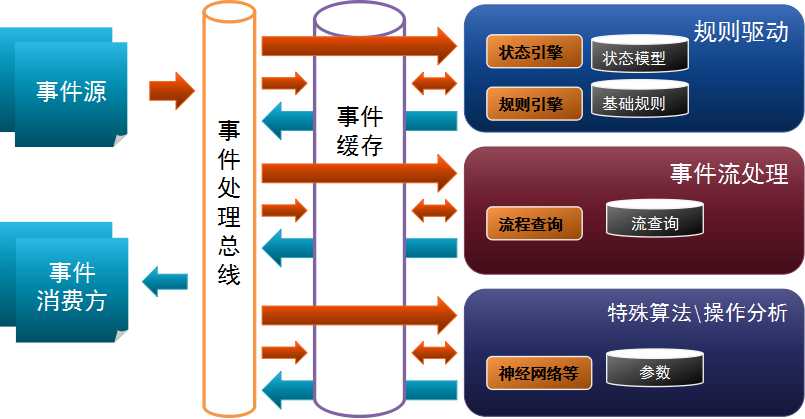 事件源
事件
消费方
事件处理总线
事件
缓存
规则驱动
状态引擎
状态模型
规则引擎
基础规则
事件流处理
流程查询
流查询
特殊算法\操作分析
神经网络等
参数